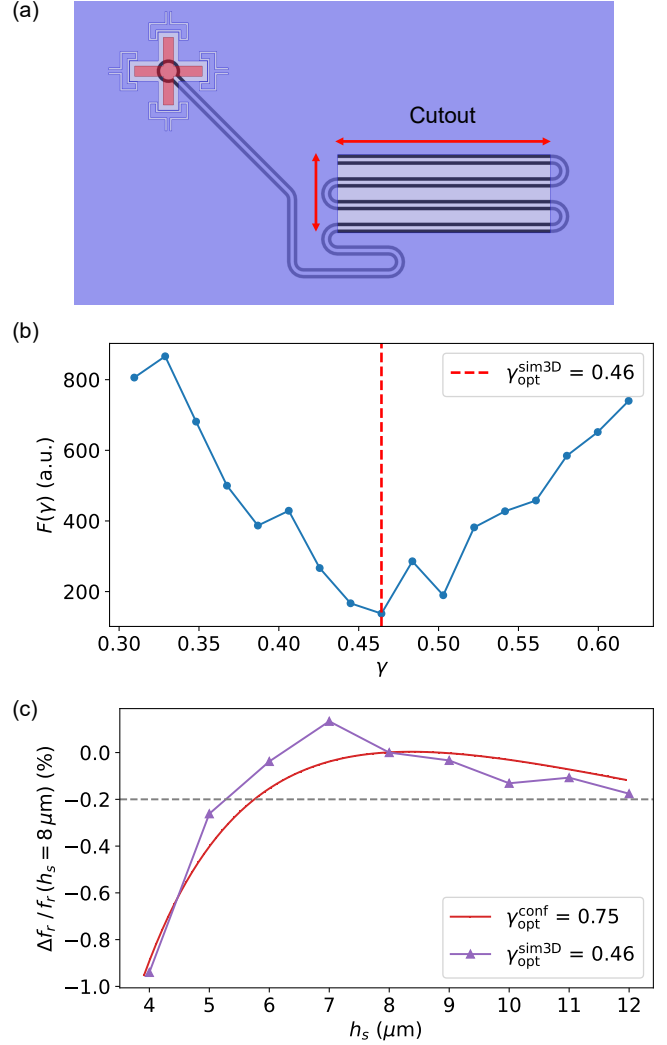 (a)
Cutout
(b)
F(γ) (a.u.)
800
600
400
200
γ_opt^sim3D = 0.46
0.30 0.35 0.40 0.45 0.50 0.55 0.60
γ
(c)
Δf_r / f_r (h_s = 8 μm) (%)
0.0
−0.2
−0.4
−0.6
−0.8
−1.0
γ_opt^conf = 0.75
γ_opt^sim3D = 0.46
4 5 6 7 8 9 10 11 12
h_s (μm)